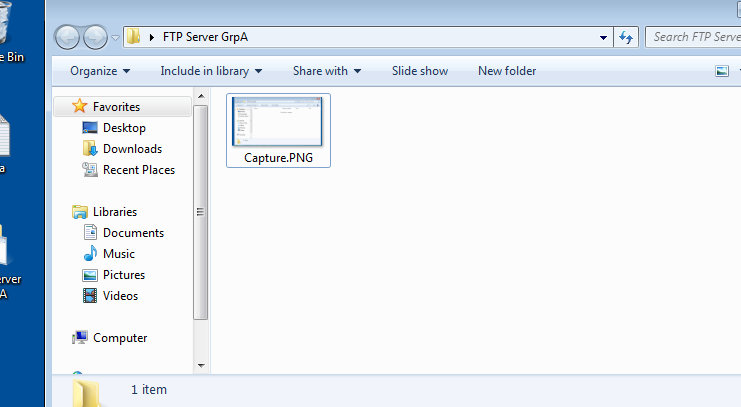 FTP Server GrpA
Search FTP Serve
Organize
Include in library
Share with
Slide show
New folder
e Bin
a
erver
A
Favorites
Desktop
Downloads
Recent Places
Libraries
Documents
Music
Pictures
Videos
Computer
Capture.PNG
1 item